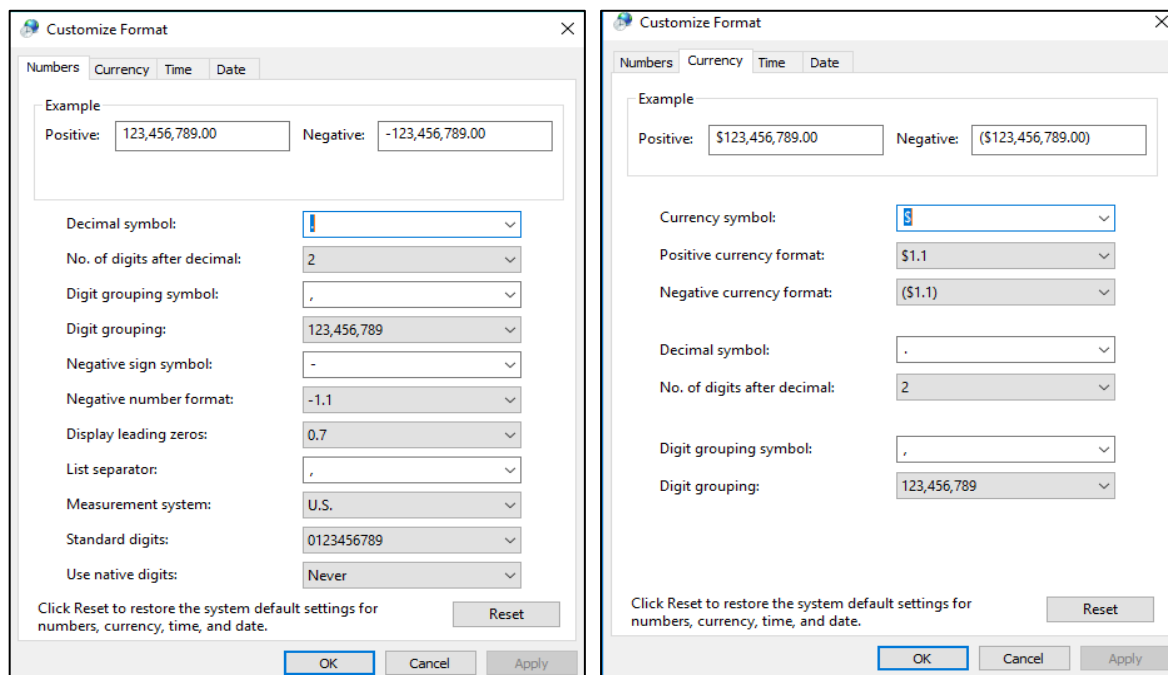 Customize Format
Numbers Currency Time Date
Example
Positive: 123,456,789.00 Negative: -123,456,789.00
Decimal symbol: .
No. of digits after decimal: 2
Digit grouping symbol: ,
Digit grouping: 123,456,789
Negative sign symbol: -
Negative number format: -1.1
Display leading zeros: 0.7
List separator: ,
Measurement system: U.S.
Standard digits: 0123456789
Use native digits: Never
Click Reset to restore the system default settings for
numbers, currency, time, and date.
Reset
OK Cancel Apply
Customize Format
Numbers Currency Time Date
Example
Positive: $123,456,789.00 Negative: ($123,456,789.00)
Currency symbol: $
Positive currency format: $1.1
Negative currency format: ($1.1)
Decimal symbol: .
No. of digits after decimal: 2
Digit grouping symbol: ,
Digit grouping: 123,456,789
Click Reset to restore the system default settings for
numbers, currency, time, and date.
Reset
OK Cancel Apply